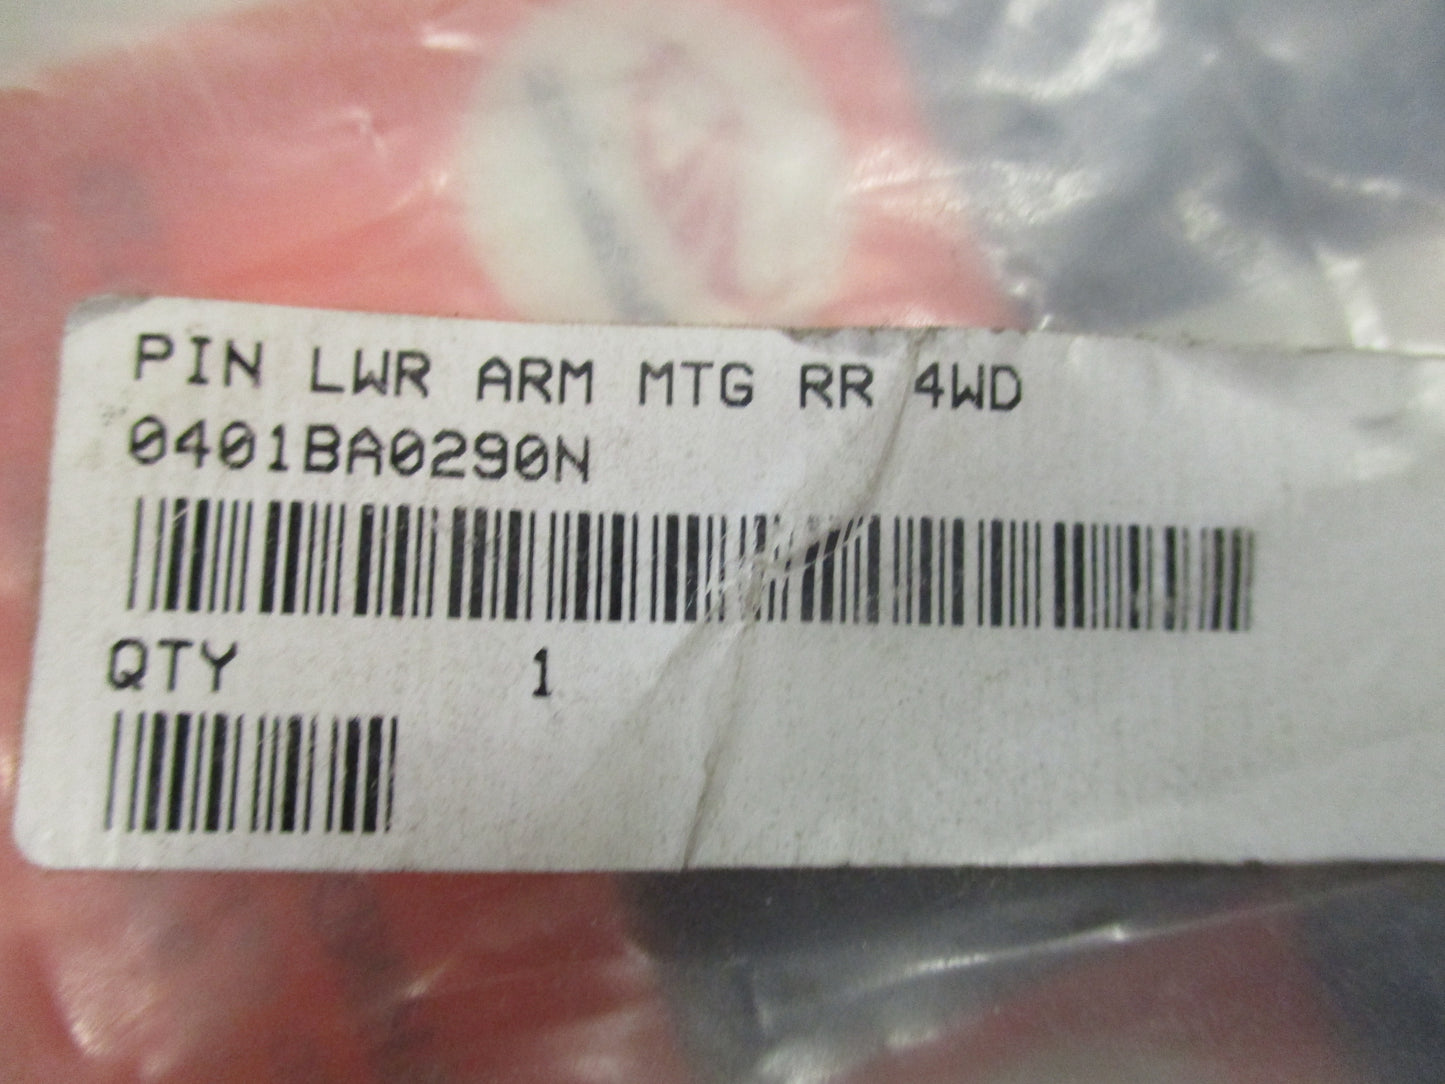 PIN LWR ARM MTG RR 4WD
0401BA0290N
QTY 1